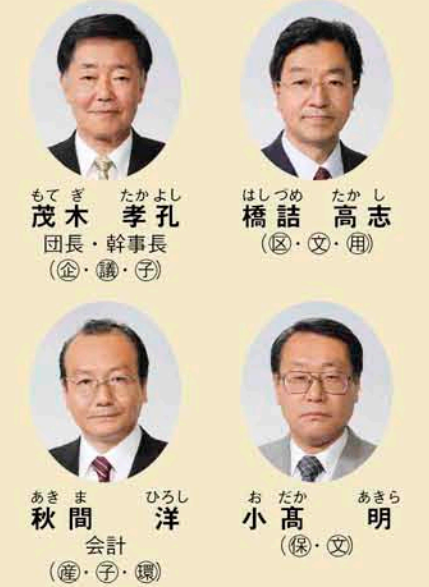 もてぎ たかよし
茂木 孝孔
団長・幹事長
(企・議・子)
はしづめ たかし
橋詰 高志
(区・文・用)
あきま ひろし
秋間 洋
会計
(産・子・環)
おだか あきら
小髙 明
(保・文)